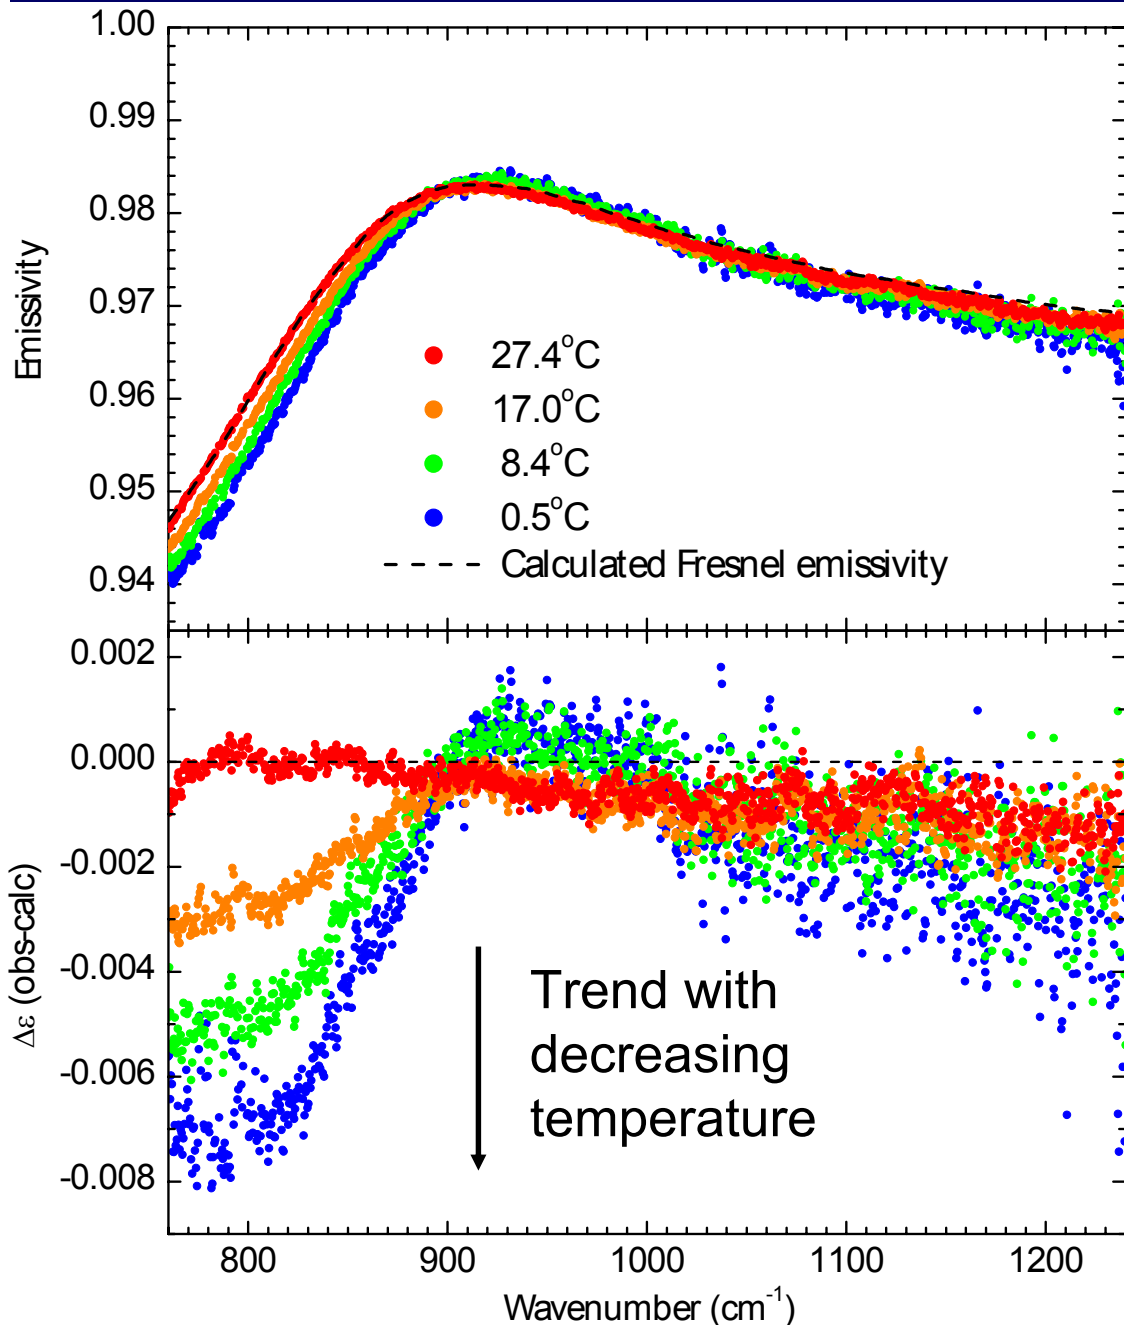 1.00
0.99
0.98
0.97
0.96
0.95
0.94
Emissivity
27.4°C
17.0°C
8.4°C
0.5°C
Calculated Fresnel emissivity
0.002
0.000
-0.002
-0.004
-0.006
-0.008
Δε (obs-calc)
Trend with
decreasing
temperature
800 900 1000 1100 1200
Wavenumber (cm⁻¹)